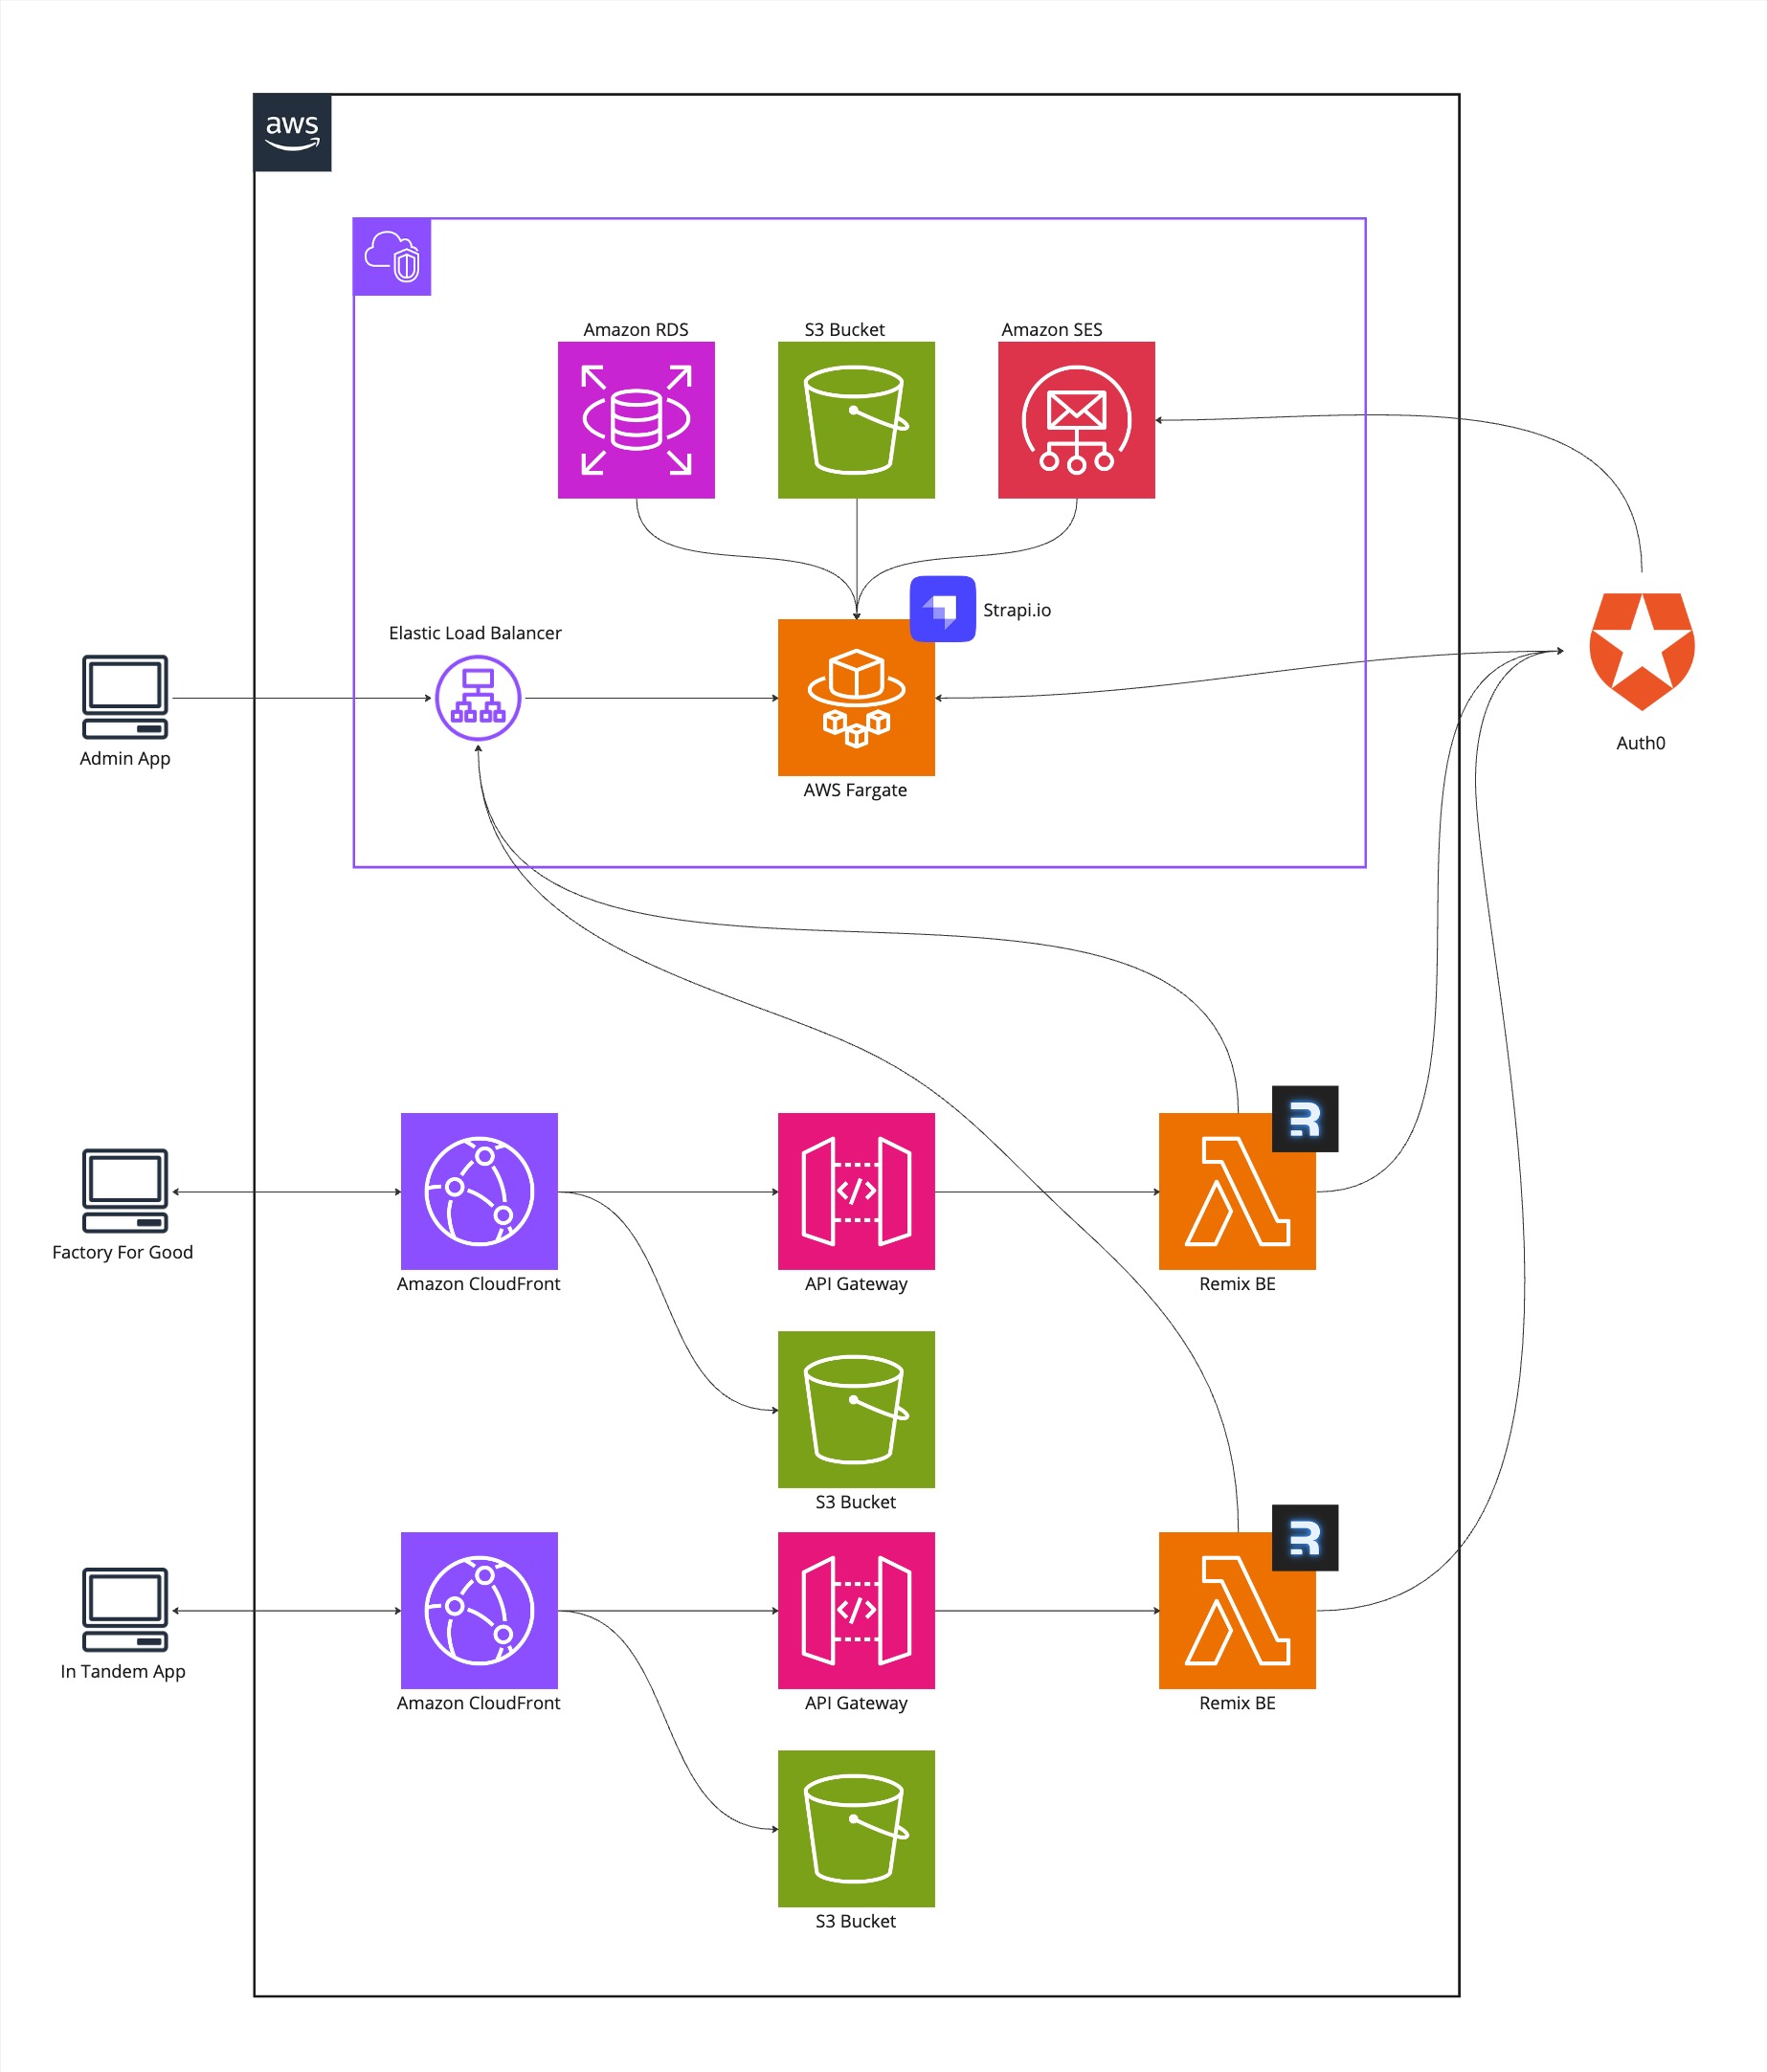 aws
Amazon RDS
S3 Bucket
Amazon SES
Strapi.io
Elastic Load Balancer
Admin App
AWS Fargate
Auth0
Factory For Good
Amazon CloudFront
API Gateway
Remix BE
S3 Bucket
In Tandem App
Amazon CloudFront
API Gateway
Remix BE
S3 Bucket